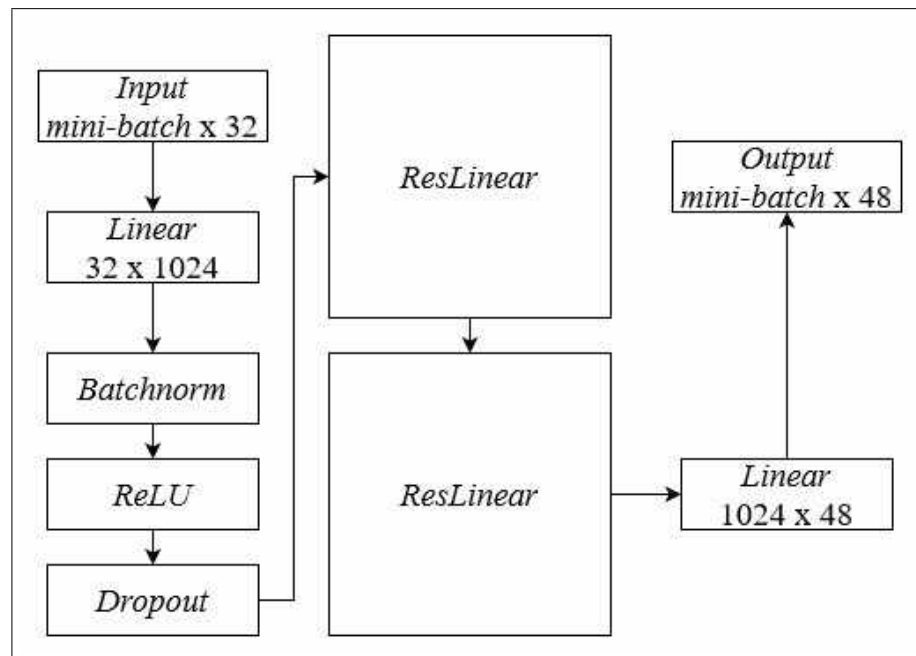 Input
mini-batch x 32
Linear
32 x 1024
Batchnorm
ReLU
Dropout
ResLinear
ResLinear
Linear
1024 x 48
Output
mini-batch x 48